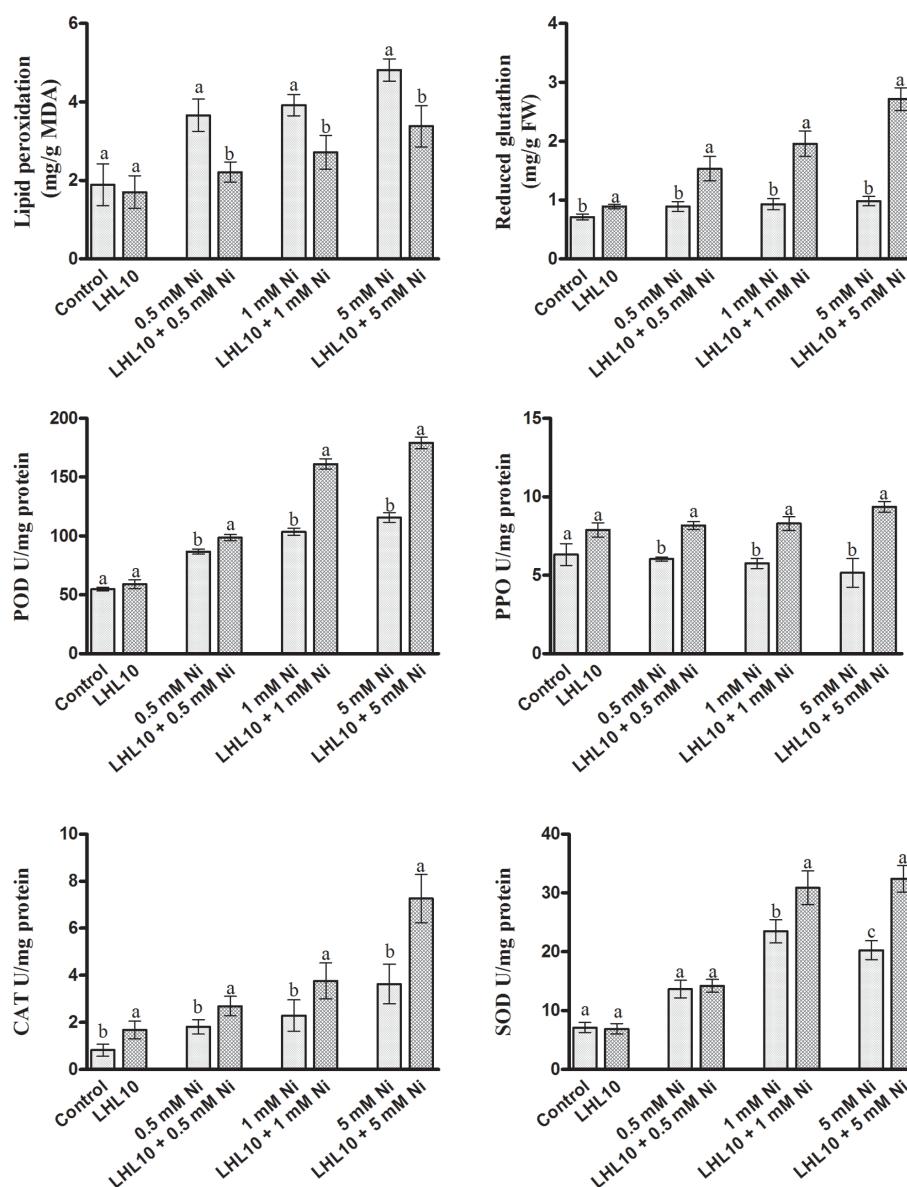 Lipid peroxidation
(mg/g MDA)
6
4
2
0
a
a
a
b
a
b
a
b
Control
LHL10
0.5 mM Ni
LHL10 + 0.5 mM Ni
1 mM Ni
LHL10 + 1 mM Ni
5 mM Ni
LHL10 + 5 mM Ni
Reduced glutathion
(mg/g FW)
4
3
2
1
0
b
a
b
a
b
a
b
a
Control
LHL10
0.5 mM Ni
LHL10 + 0.5 mM Ni
1 mM Ni
LHL10 + 1 mM Ni
5 mM Ni
LHL10 + 5 mM Ni
POD U/mg protein
200
150
100
50
0
a
a
b
a
b
a
b
a
Control
LHL10
0.5 mM Ni
LHL10 + 0.5 mM Ni
1 mM Ni
LHL10 + 1 mM Ni
5 mM Ni
LHL10 + 5 mM Ni
PPO U/mg protein
15
10
5
0
a
a
b
a
b
a
b
a
Control
LHL10
0.5 mM Ni
LHL10 + 0.5 mM Ni
1 mM Ni
LHL10 + 1 mM Ni
5 mM Ni
LHL10 + 5 mM Ni
CAT U/mg protein
10
8
6
4
2
0
b
a
b
a
b
a
b
a
Control
LHL10
0.5 mM Ni
LHL10 + 0.5 mM Ni
1 mM Ni
LHL10 + 1 mM Ni
5 mM Ni
LHL10 + 5 mM Ni
SOD U/mg protein
40
30
20
10
0
a
a
a
a
b
a
c
a
Control
LHL10
0.5 mM Ni
LHL10 + 0.5 mM Ni
1 mM Ni
LHL10 + 1 mM Ni
5 mM Ni
LHL10 + 5 mM Ni